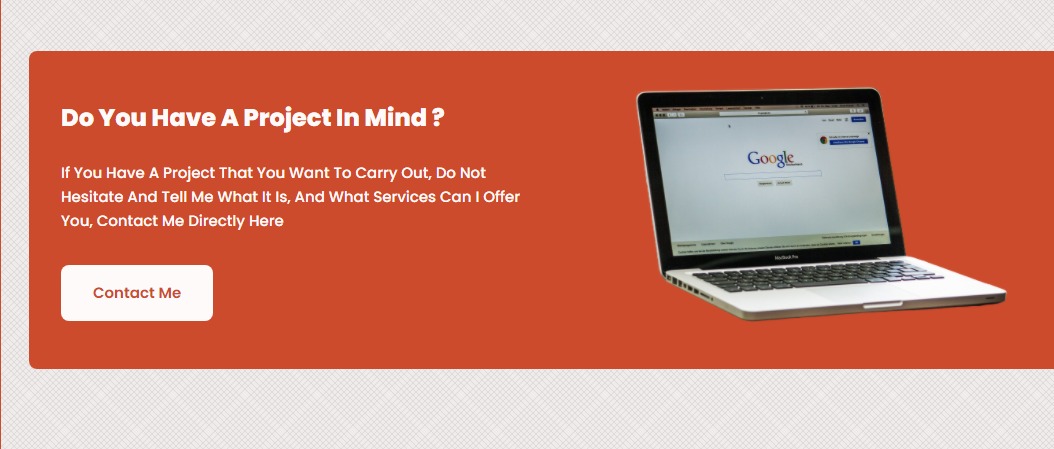 Do You Have A Project In Mind ?
If You Have A Project That You Want To Carry Out, Do Not
Hesitate And Tell Me What It Is, And What Services Can I Offer
You, Contact Me Directly Here
Contact Me
Google
MacBook Pro